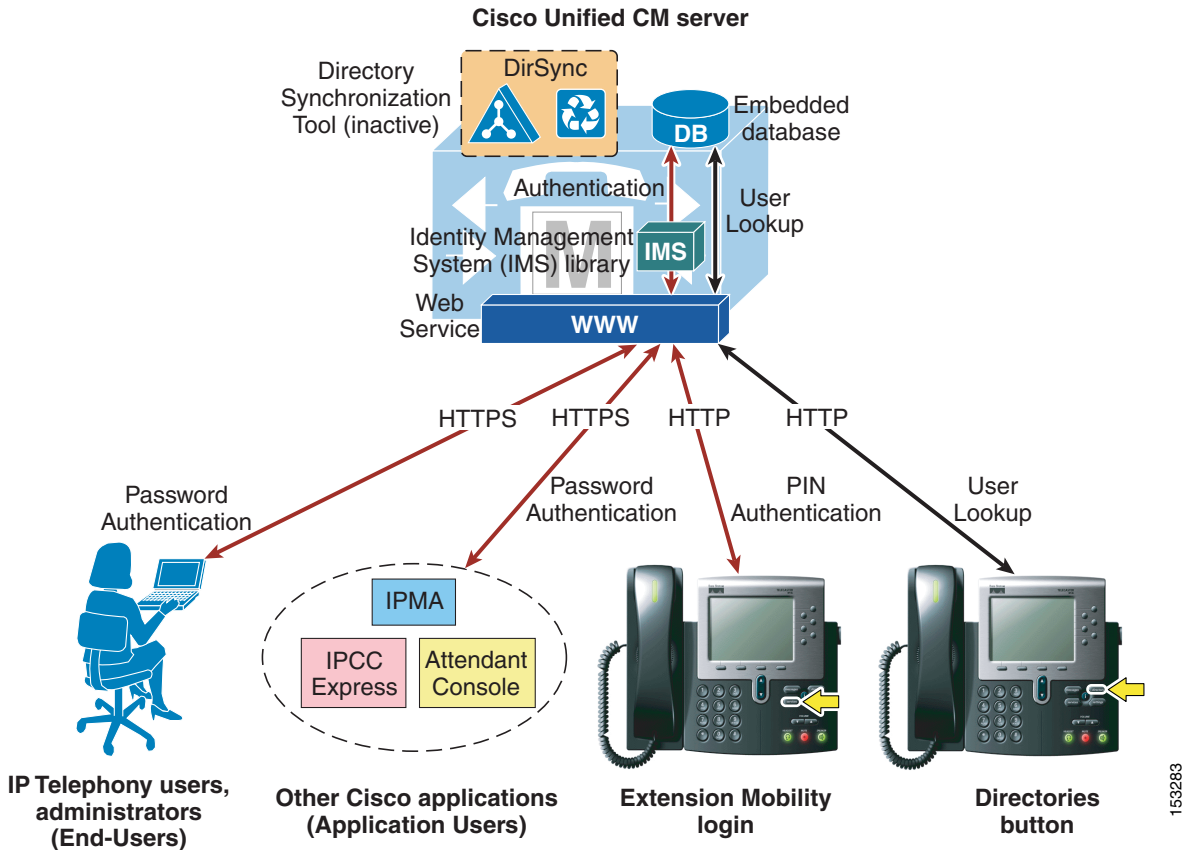 Cisco Unified CM server
Directory
Synchronization
Tool (inactive)
DirSync
DB
Embedded
database
Authentication
User
Lookup
Identity Management
System (IMS) library
IMS
M
Web
Service
WWW
HTTPS
HTTPS
HTTP
HTTP
Password
Authentication
Password
Authentication
PIN
Authentication
User
Lookup
IPMA
IPCC
Express
Attendant
Console
IP Telephony users,
administrators
(End-Users)
Other Cisco applications
(Application Users)
Extension Mobility
login
Directories
button
153283